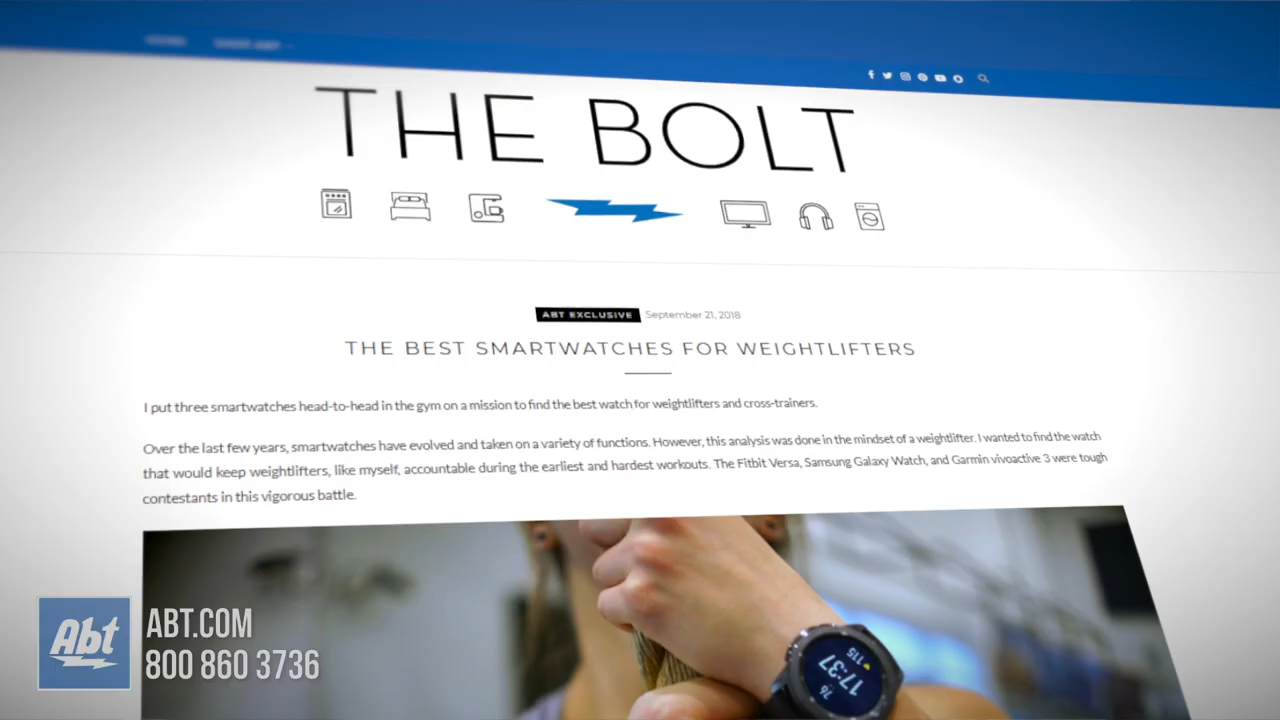 THE BOLT
ABT EXCLUSIVE September 21, 2018
THE BEST SMARTWATCHES FOR WEIGHTLIFTERS
I put three smartwatches head-to-head in the gym on a mission to find the best watch for weightlifters and cross-trainers.
Over the last few years, smartwatches have evolved and taken on a variety of functions. However, this analysis was done in the mindset of a weightlifter. I wanted to find the watch
that would keep weightlifters, like myself, accountable during the earliest and hardest workouts. The Fitbit Versa, Samsung Galaxy Watch, and Garmin vivoactive 3 were tough
contestants in this vigorous battle.
115
17:37
76
Abt
ABT.COM
800 860 3736